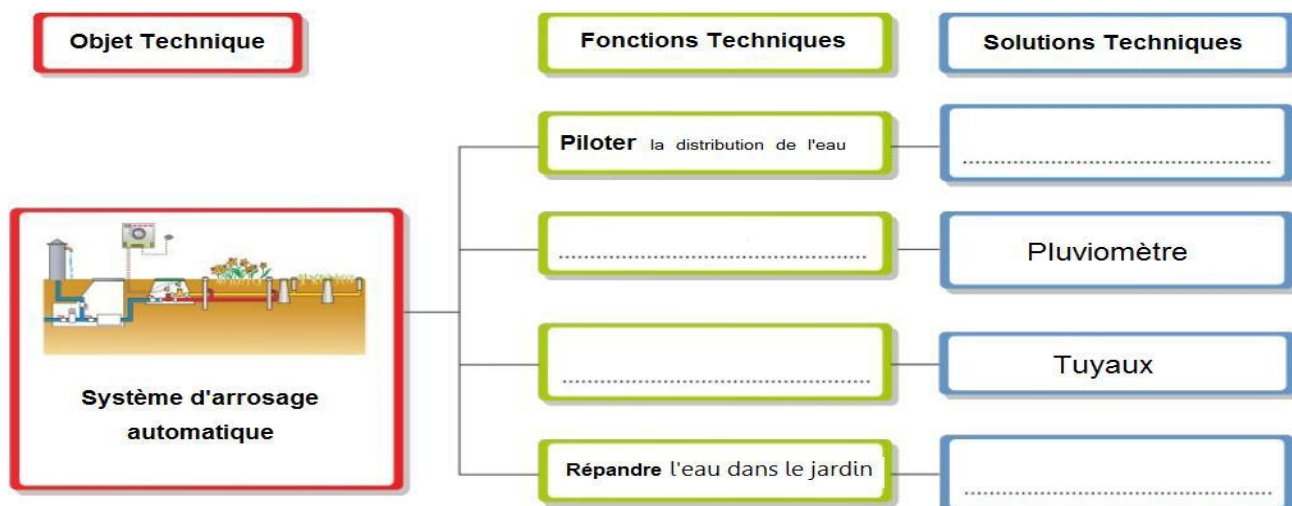 Objet Technique
Fonctions Techniques
Solutions Techniques
Piloter la distribution de l'eau
................................................
................................................
Pluviomètre
Système d'arrosage
automatique
................................................
Tuyaux
Répandre l'eau dans le jardin
................................................